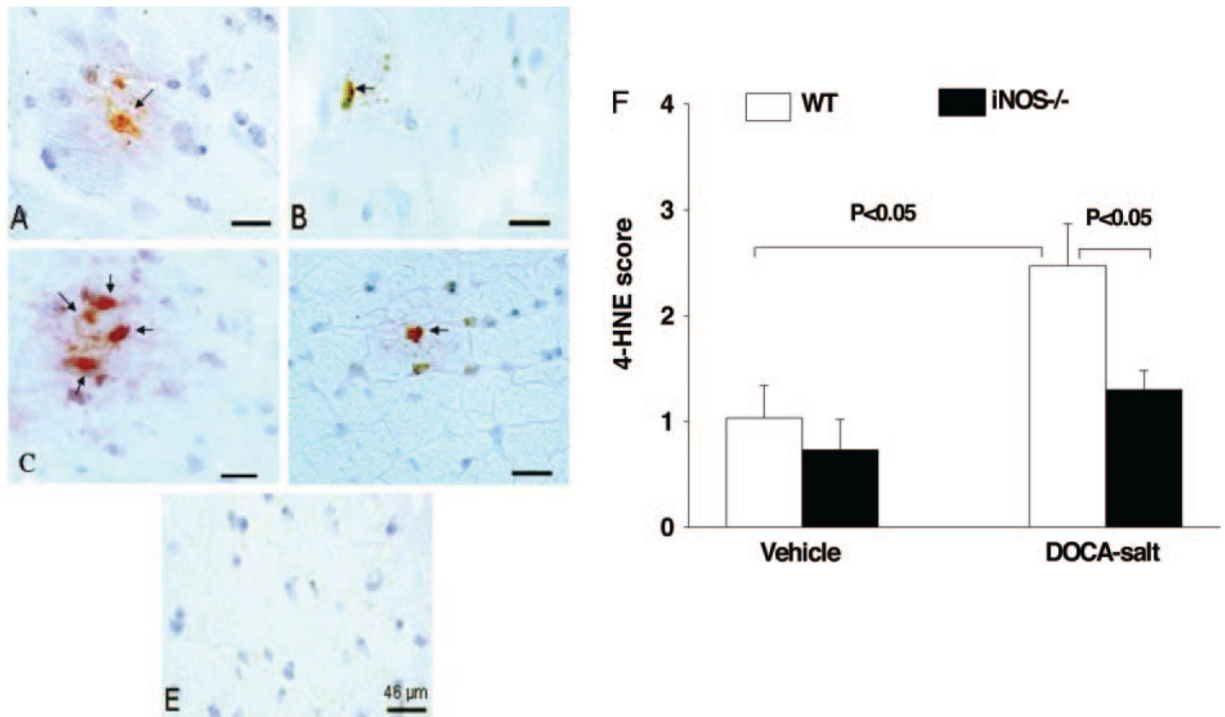 A
B
C
E
46 µm
F
WT
iNOS-/-
4-HNE score
4
3
2
1
0
P<0.05
P<0.05
Vehicle
DOCA-salt